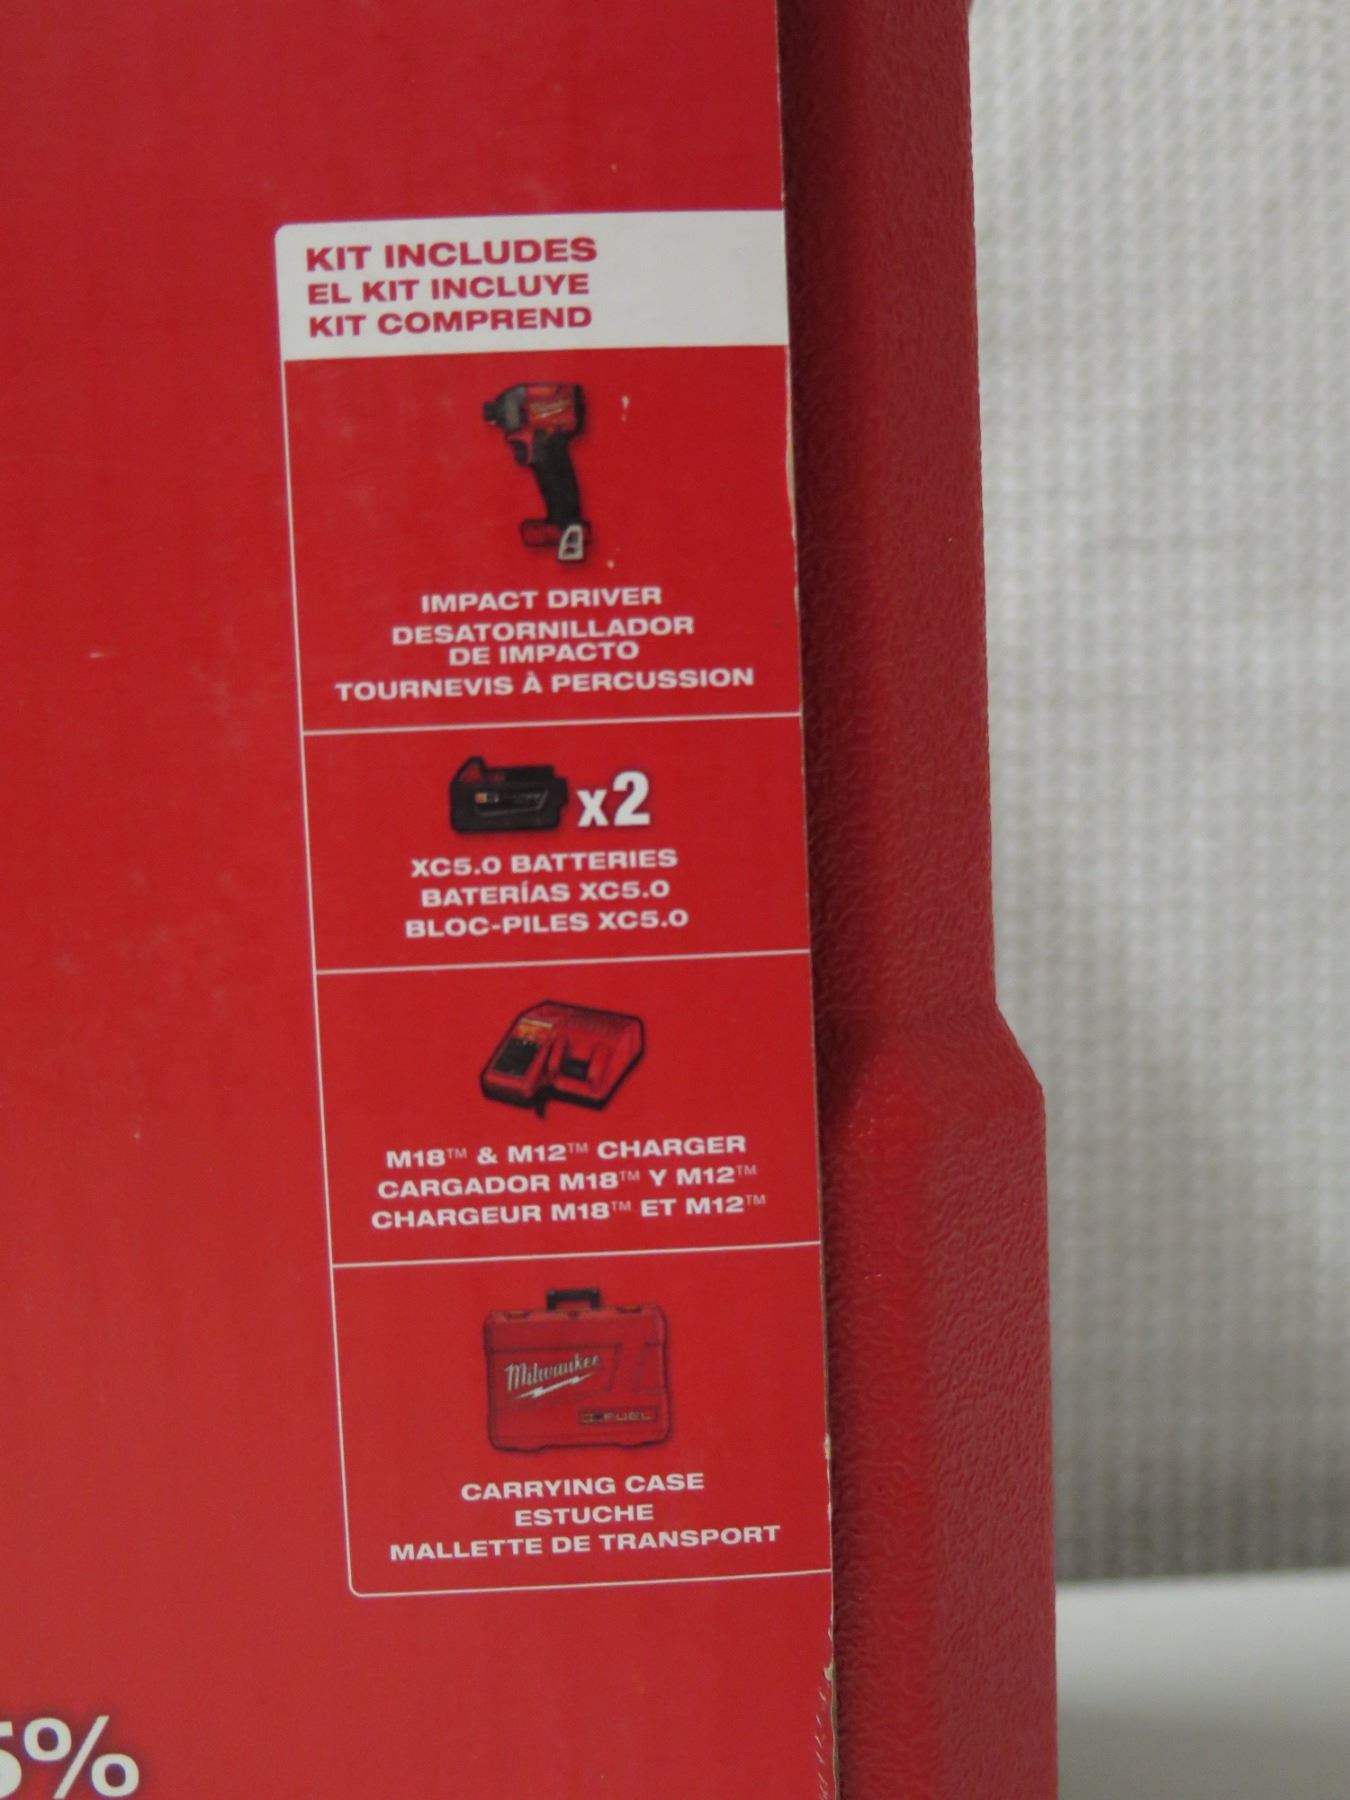 KIT INCLUDES
EL KIT INCLUYE
KIT COMPREND
IMPACT DRIVER
DESATORNILLADOR
DE IMPACTO
TOURNEVIS À PERCUSSION
x2
XC5.0 BATTERIES
BATERÍAS XC5.0
BLOC-PILES XC5.0
M18™ & M12™ CHARGER
CARGADOR M18™ Y M12™
CHARGEUR M18™ ET M12™
Milwaukee
FUEL
CARRYING CASE
ESTUCHE
MALLETTE DE TRANSPORT
5%